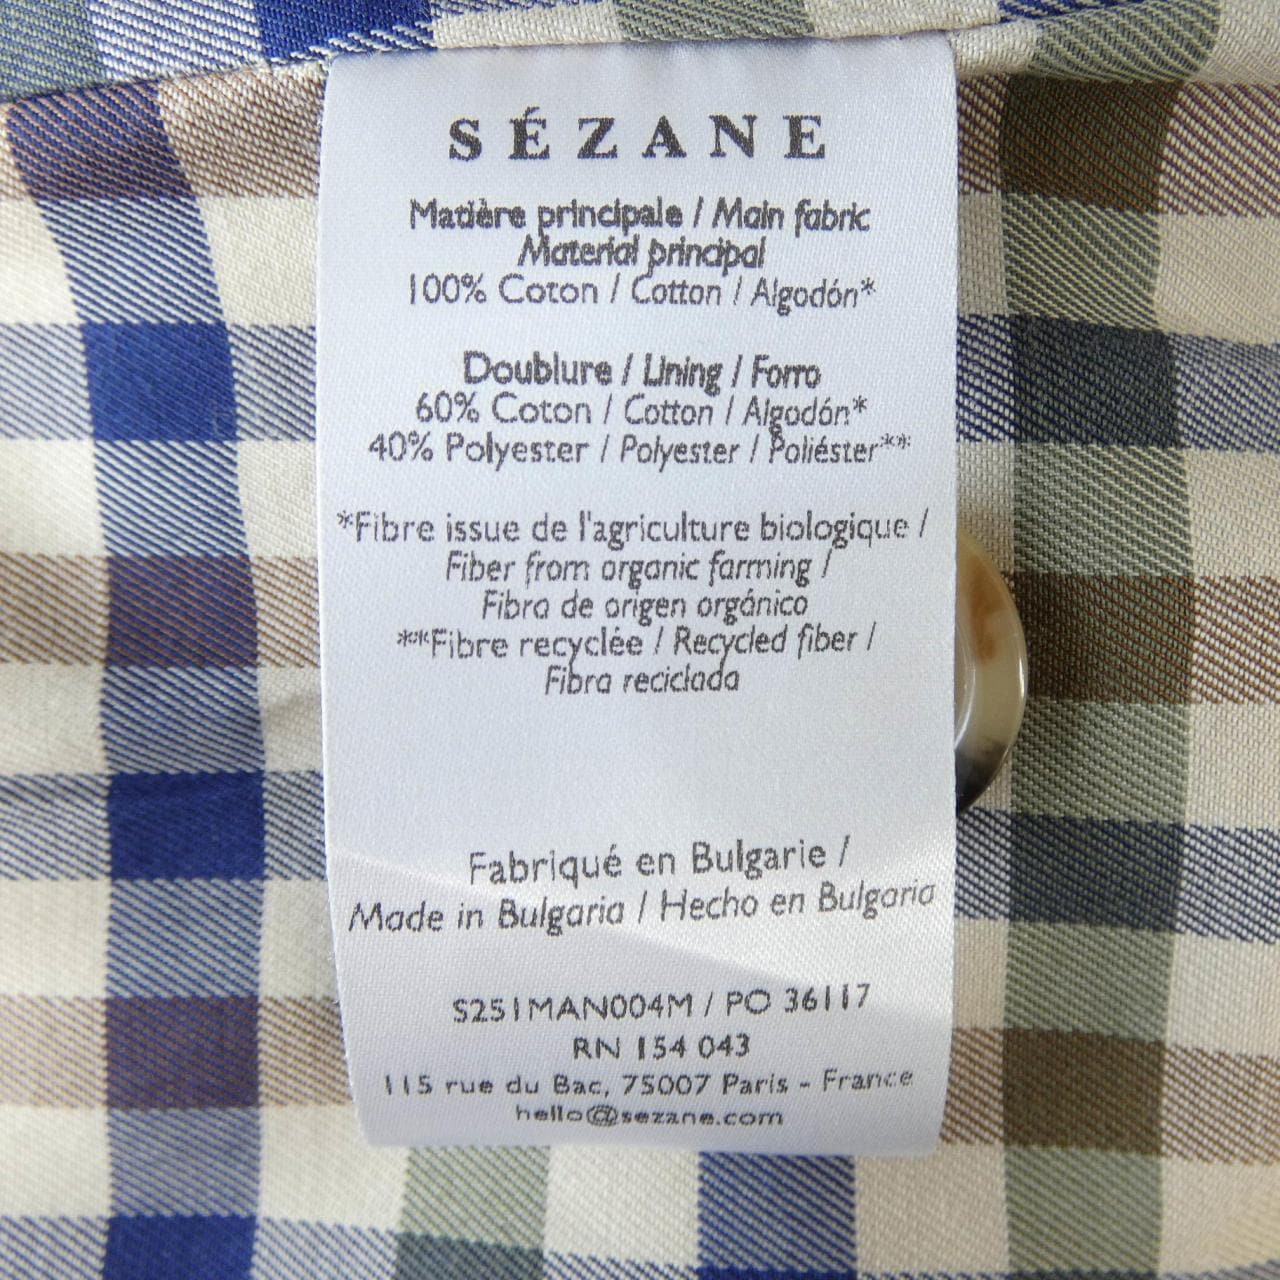 SÉZANE
Matière principale / Main fabric
Material principal
100% Coton / Cotton / Algodón*
Doublure / Lining / Forro
60% Coton / Cotton / Algodón*
40% Polyester / Polyester / Poliéster**
*Fibre issue de l'agriculture biologique /
Fiber from organic farming /
Fibra de origen orgánico
**Fibre recyclée / Recycled fiber /
Fibra reciclada
Fabriqué en Bulgarie /
Made in Bulgaria / Hecho en Bulgaria
S251MAN004M / PO 36117
RN 154 043
115 rue du Bac, 75007 Paris - France
hello@sezane.com